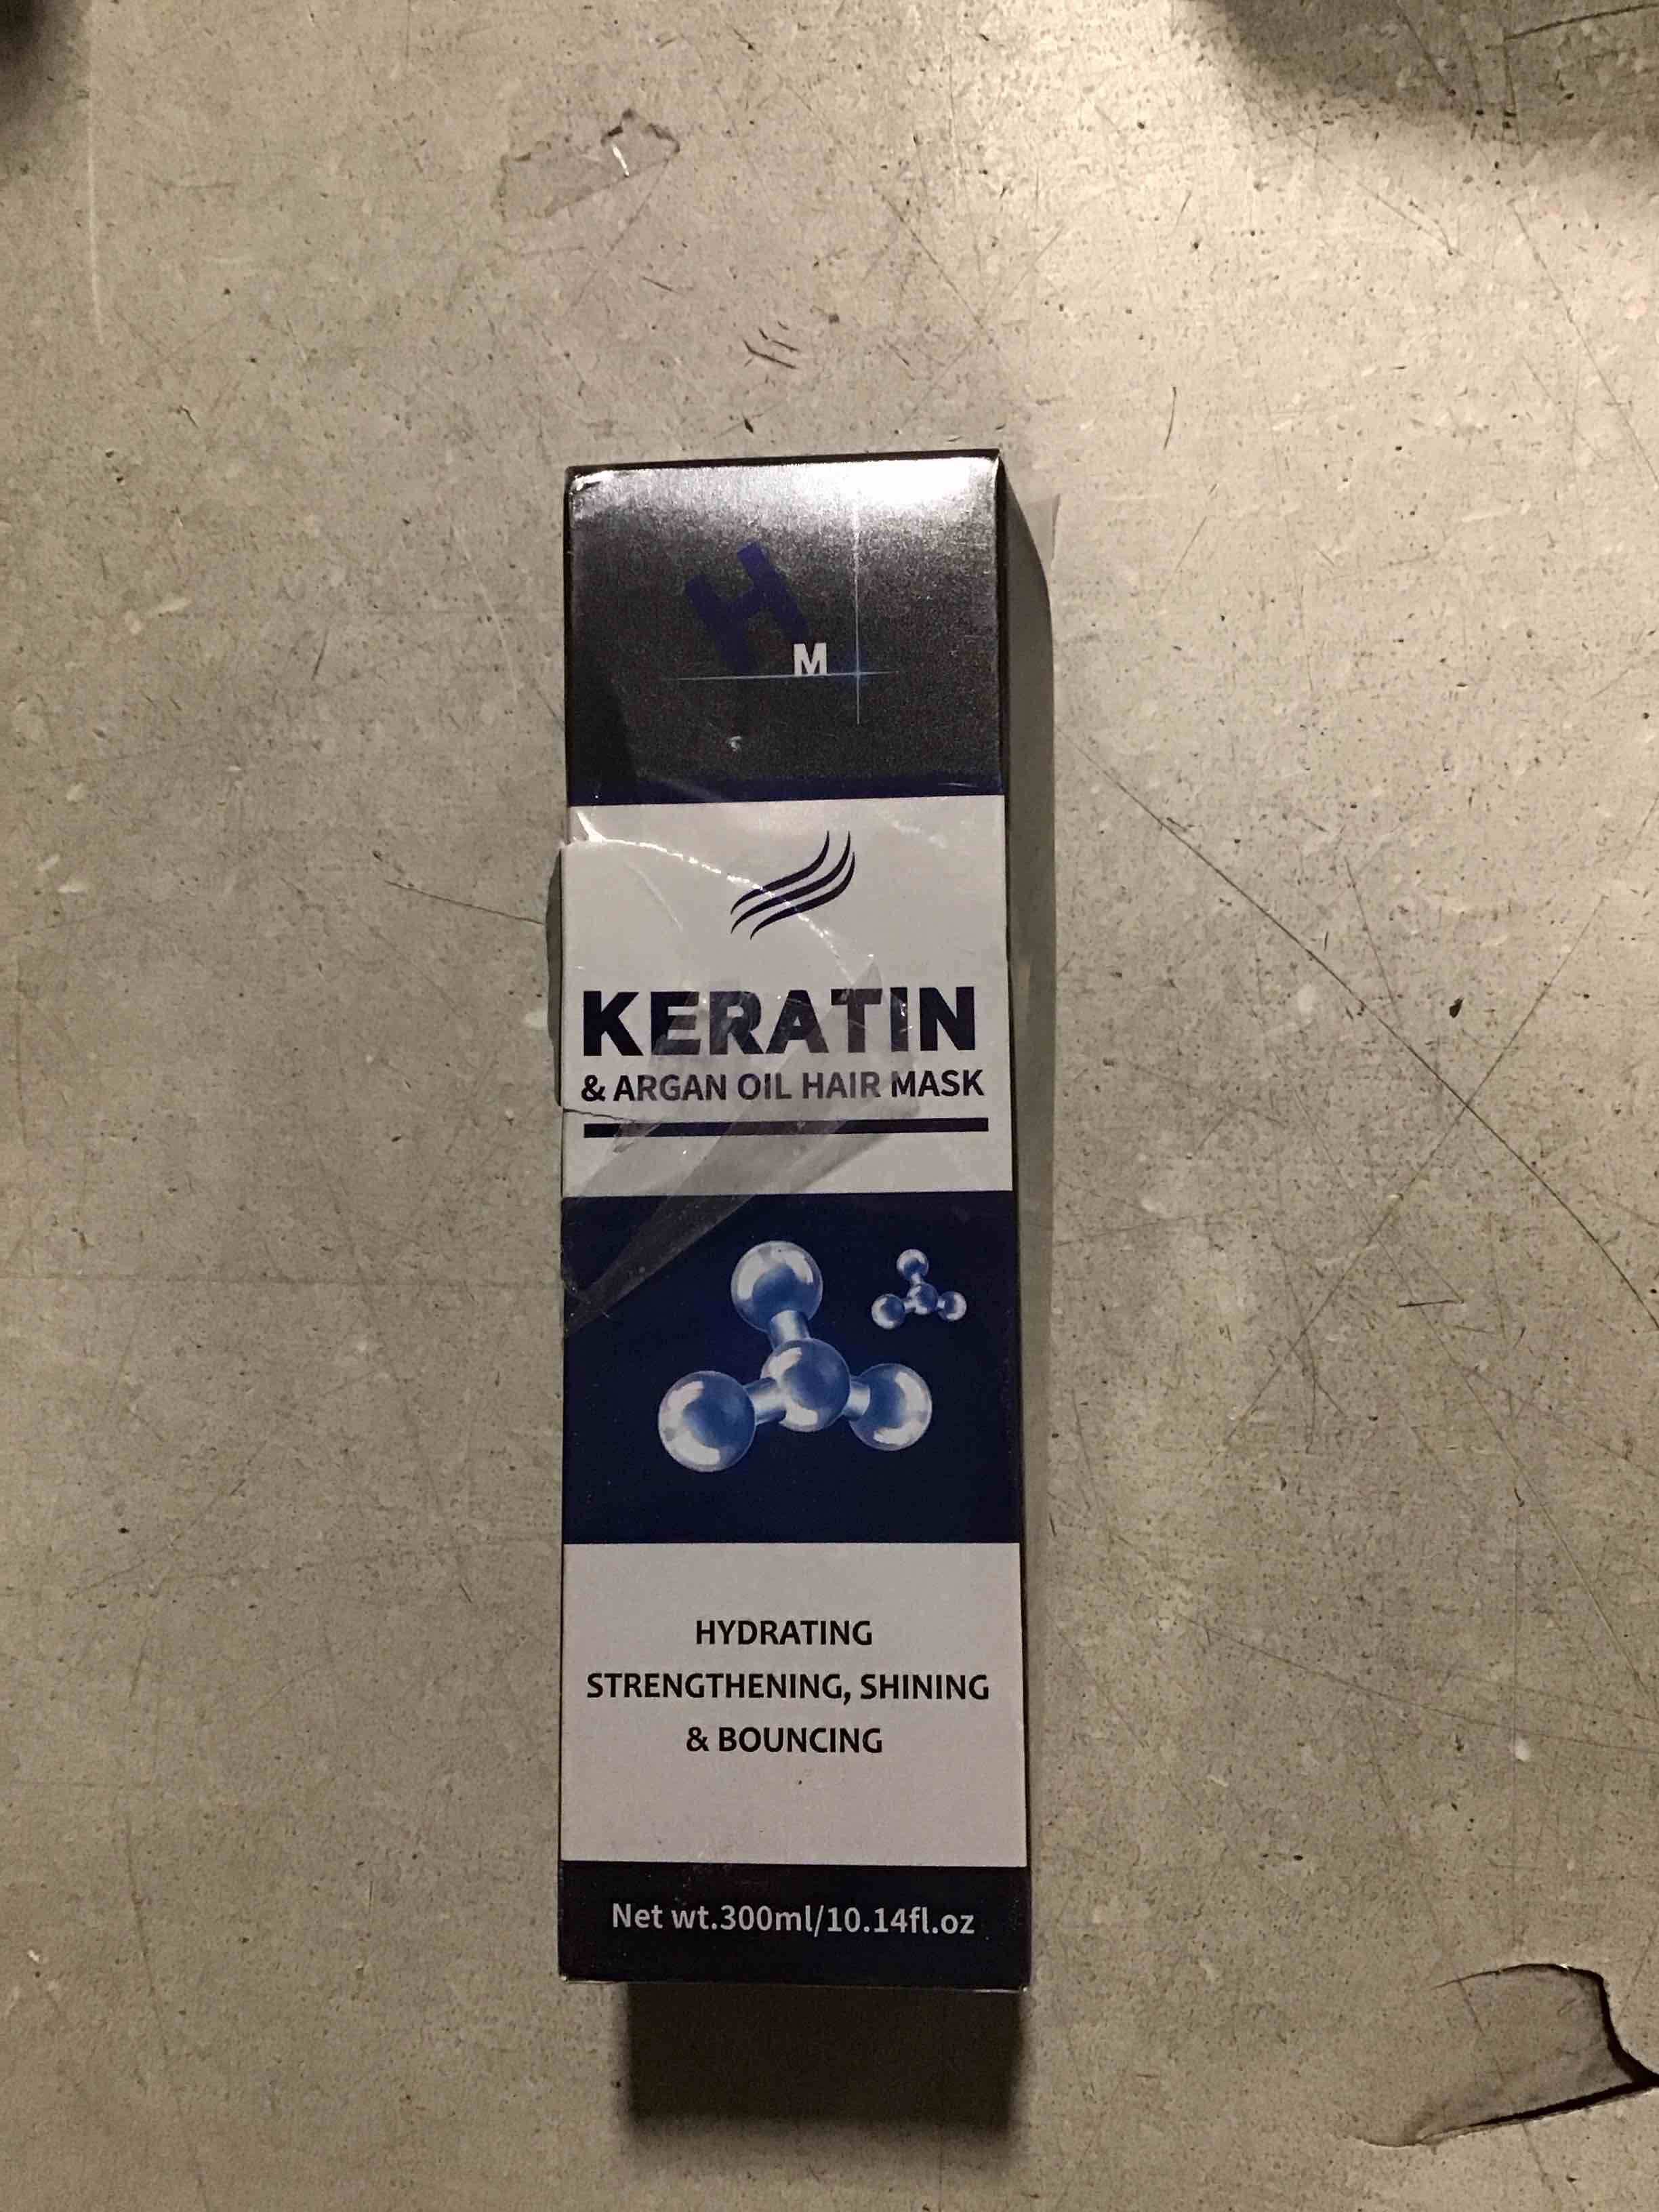 H
M
KERATIN
& ARGAN OIL HAIR MASK
HYDRATING
STRENGTHENING, SHINING
& BOUNCING
Net wt.300ml/10.14fl.oz